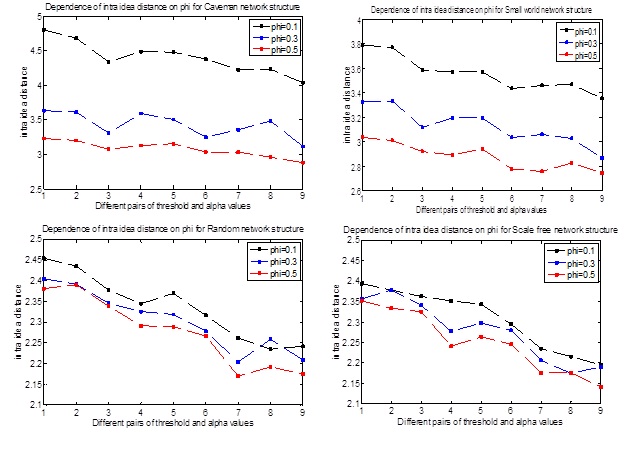 Dependence of intra idea distance on phi for Caveman network structure
5
4.5
4
3.5
3
2.5
intra idea distance
phi=0.1
phi=0.3
phi=0.5
1 2 3 4 5 6 7 8 9
Different pairs of threshold and alpha values
Dependence of intra idea distance on phi for Small world network structure
4
3.8
3.6
3.4
3.2
3
2.8
2.6
intra idea distance
phi=0.1
phi=0.3
phi=0.5
1 2 3 4 5 6 7 8 9
Different pairs of threshold and alpha values
Dependence of intra idea distance on phi for Random network structure
2.5
2.45
2.4
2.35
2.3
2.25
2.2
2.15
2.1
intra idea distance
phi=0.1
phi=0.3
phi=0.5
1 2 3 4 5 6 7 8 9
Different pairs of threshold and alpha values
Dependence of intra idea distance on phi for Scale free network structure
2.5
2.45
2.4
2.35
2.3
2.25
2.2
2.15
2.1
intra idea distance
phi=0.1
phi=0.3
phi=0.5
1 2 3 4 5 6 7 8 9
Different pairs of threshold and alpha values